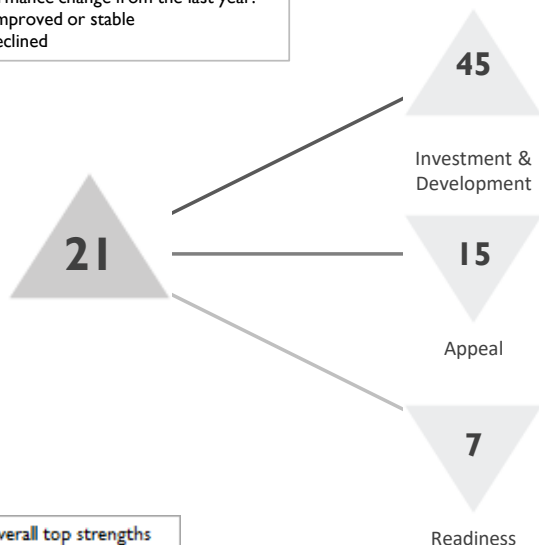 change from the last year:
or stable
45
Investment &
Development
21
15
Appeal
7
top strengths
Readiness